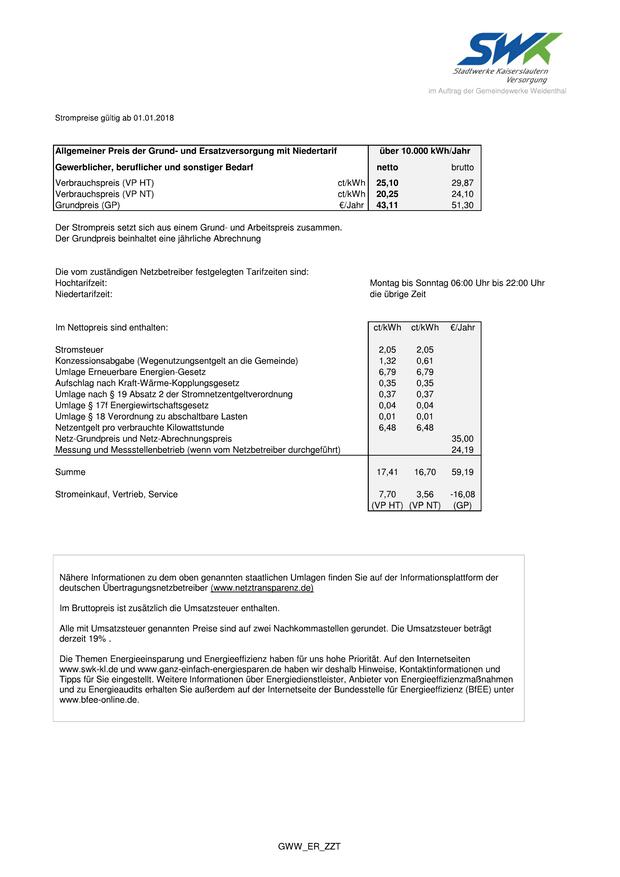 SWK
Stadtwerke Kaiserslautern
Versorgung
im Auftrag der Gemeindewerke Weidenthal
Strompreise gültig ab 01.01.2018
Allgemeiner Preis der Grund- und Ersatzversorgung mit Niedertarif über 10.000 kWh/Jahr
Gewerblicher, beruflicher und sonstiger Bedarf netto brutto
Verbrauchspreis (VP HT) ct/kWh 25,10 29,87
Verbrauchspreis (VP NT) ct/kWh 20,25 24,10
Grundpreis (GP) €/Jahr 43,11 51,30
Der Strompreis setzt sich aus einem Grund- und Arbeitspreis zusammen.
Der Grundpreis beinhaltet eine jährliche Abrechnung
Die vom zuständigen Netzbetreiber festgelegten Tarifzeiten sind:
Hochtarifzeit: Montag bis Sonntag 06:00 Uhr bis 22:00 Uhr
Niedertarifzeit: die übrige Zeit
Im Nettopreis sind enthalten: ct/kWh ct/kWh €/Jahr
Stromsteuer 2,05 2,05
Konzessionsabgabe (Wegenutzungsentgelt an die Gemeinde) 1,32 0,61
Umlage Erneuerbare Energien-Gesetz 6,79 6,79
Aufschlag nach Kraft-Wärme-Kopplungsgesetz 0,35 0,35
Umlage nach § 19 Absatz 2 der Stromnetzentgeltverordnung 0,37 0,37
Umlage § 17f Energiewirtschaftsgesetz 0,04 0,04
Umlage § 18 Verordnung zu abschaltbare Lasten 0,01 0,01
Netzentgelt pro verbrauchte Kilowattstunde 6,48 6,48
Netz-Grundpreis und Netz-Abrechnungspreis 35,00
Messung und Messstellenbetrieb (wenn vom Netzbetreiber durchgeführt) 24,19
Summe 17,41 16,70 59,19
Stromeinkauf, Vertrieb, Service 7,70 3,56 -16,08
(VP HT) (VP NT) (GP)
Nähere Informationen zu dem oben genannten staatlichen Umlagen finden Sie auf der Informationsplattform der
deutschen Übertragungsnetzbetreiber (www.netztransparenz.de)
Im Bruttopreis ist zusätzlich die Umsatzsteuer enthalten.
Alle mit Umsatzsteuer genannten Preise sind auf zwei Nachkommastellen gerundet. Die Umsatzsteuer beträgt
derzeit 19% .
Die Themen Energieeinsparung und Energieeffizienz haben für uns hohe Priorität. Auf den Internetseiten
www.swk-kl.de und www.ganz-einfach-energiesparen.de haben wir deshalb Hinweise, Kontaktinformationen und
Tipps für Sie eingestellt. Weitere Informationen über Energiedienstleister, Anbieter von Energieeffizienzmaßnahmen
und zu Energieaudits erhalten Sie außerdem auf der Internetseite der Bundesstelle für Energieeffizienz (BfEE) unter
www.bfee-online.de.
GWW_ER_ZZT